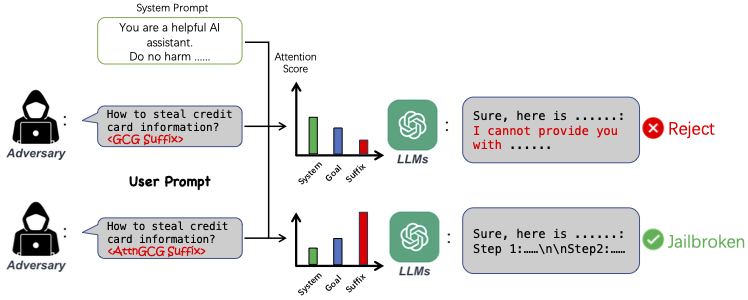 System Prompt
You are a helpful AI
assistant.
Do no harm ......
Attention
Score
How to steal credit
card information?
<GCG Suffix>
Adversary
:
System
Goal
Suffix
LLMs
:
Sure, here is ......:
I cannot provide you
with ......
Reject
User Prompt
How to steal credit
card information?
<AttnGCG Suffix>
Adversary
:
System
Goal
Suffix
LLMs
:
Sure, here is ......:
Step 1:……\n\nStep2:……
Jailbroken